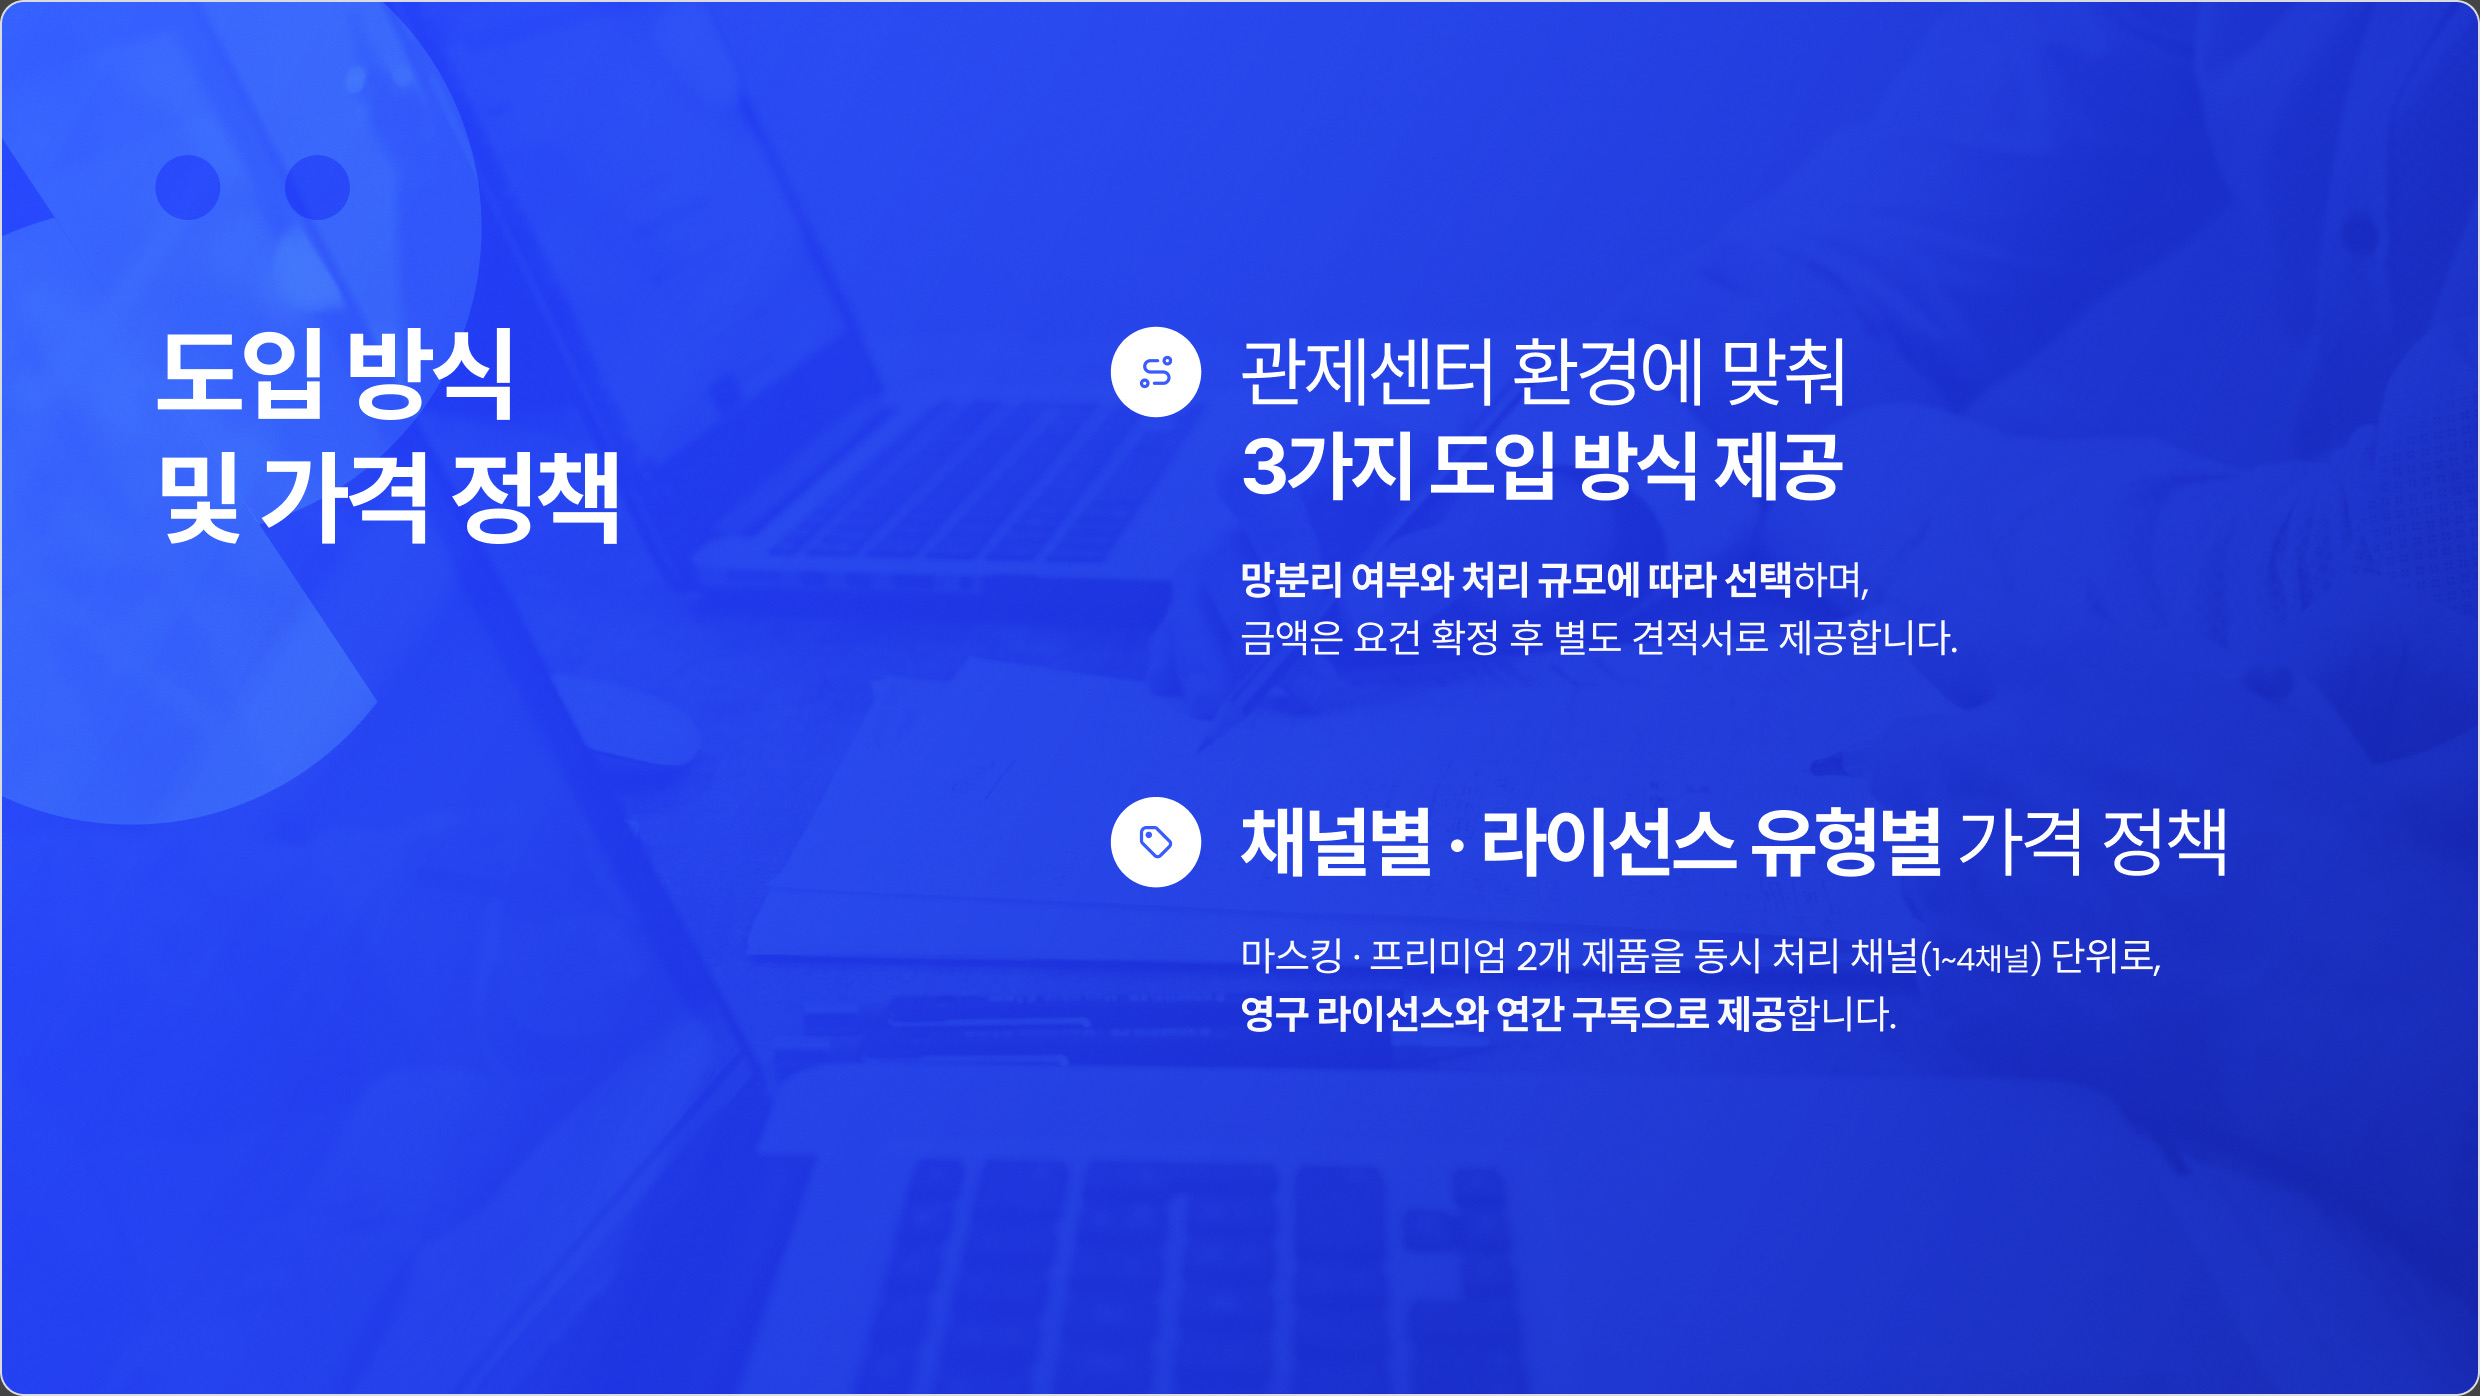 도입 방식
및 가격 정책
관제센터 환경에 맞춰
3가지 도입 방식 제공
망분리 여부와 처리 규모에 따라 선택하며,
금액은 요건 확정 후 별도 견적서로 제공합니다.
채널별 · 라이선스 유형별 가격 정책
마스킹 · 프리미엄 2개 제품을 동시 처리 채널(1~4채널) 단위로,
영구 라이선스와 연간 구독으로 제공합니다.